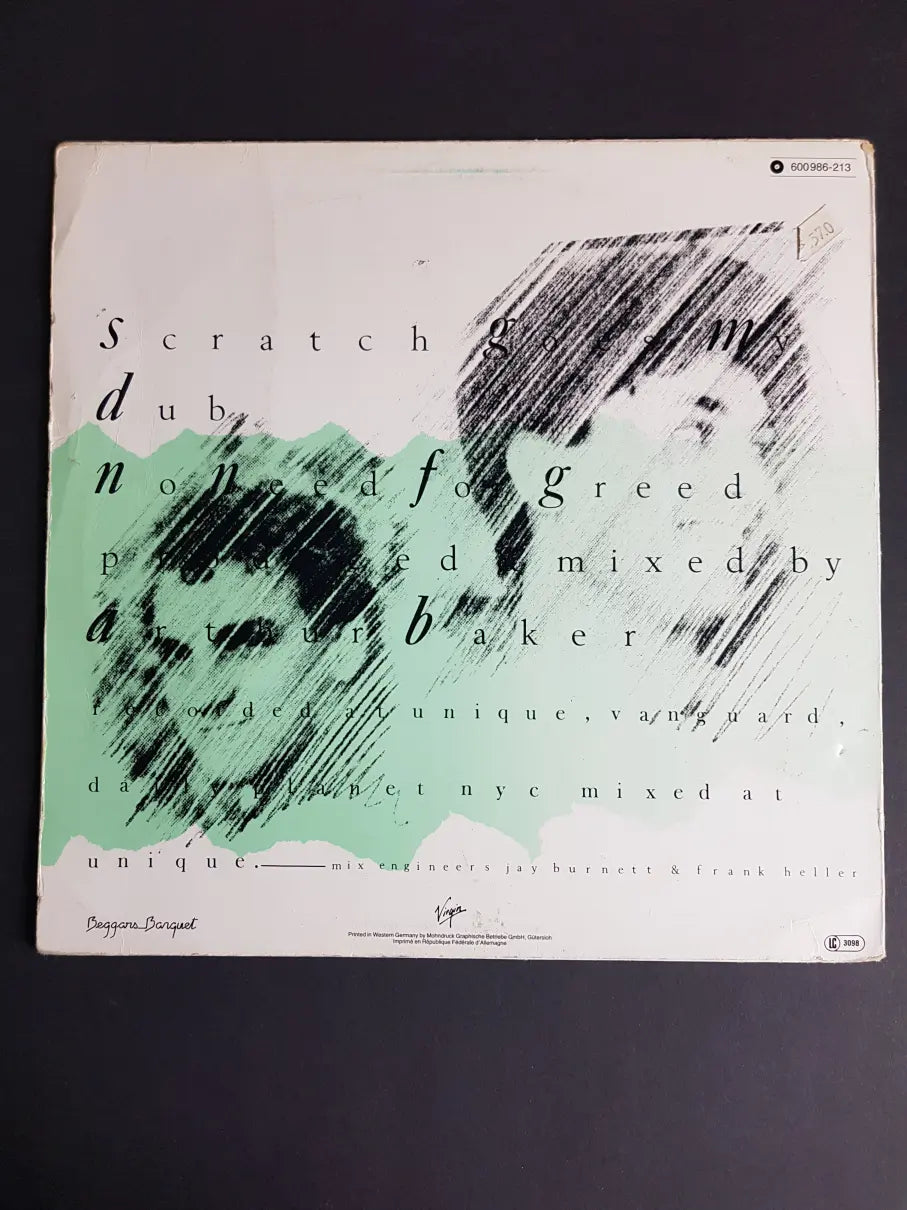 600986-213
570
scratch goes my
dub
no need for greed
produced & mixed by
arthur baker
recorded at unique, vanguard,
daily planet nyc mixed at
unique.——mix engineers jay burnett & frank heller
Beggars Banquet
Virgin
Printed in Western Germany by Mohndruck Graphische Betriebe GmbH, Gütersloh
Imprimé en République Fédérale d'Allemagne
LC 3098